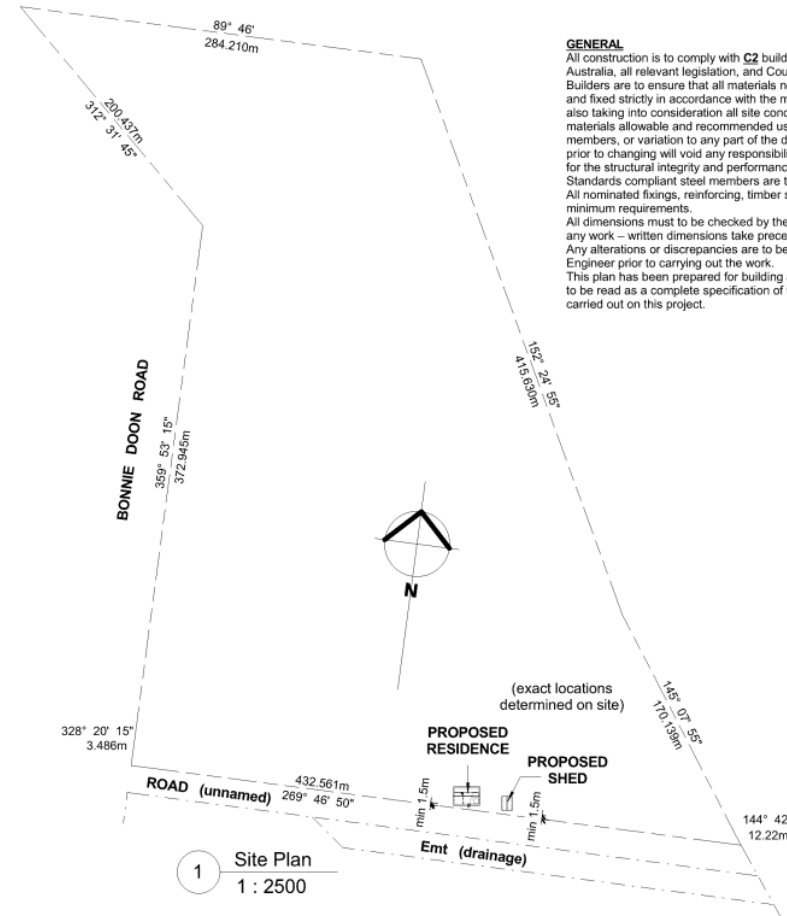 89° 46'
284.210m
200.437m
312° 31' 45"
GENERAL
All construction is to comply with C2 build
Australia, all relevant legislation, and Cou
Builders are to ensure that all materials n
and fixed strictly in accordance with the m
also taking into consideration all site cond
materials allowable and recommended us
members, or variation to any part of the d
prior to changing will void any responsibili
for the structural integrity and performanc
Standards compliant steel members are t
All nominated fixings, reinforcing, timber s
minimum requirements.
All dimensions must to be checked by the
any work – written dimensions take prece
Any alterations or discrepancies are to be
Engineer prior to carrying out the work.
This plan has been prepared for building
to be read as a complete specification of
carried out on this project.
152° 24' 55"
415.630m
BONNIE DOON ROAD
359° 53' 15"
372.945m
N
(exact locations
determined on site)
145° 07' 55"
170.139m
328° 20' 15"
3.486m
PROPOSED
RESIDENCE
PROPOSED
SHED
ROAD (unnamed)
432.561m
269° 46' 50"
min 1.5m
min 1.5m
144° 42
12.22m
Emt (drainage)
1
Site Plan
1 : 2500